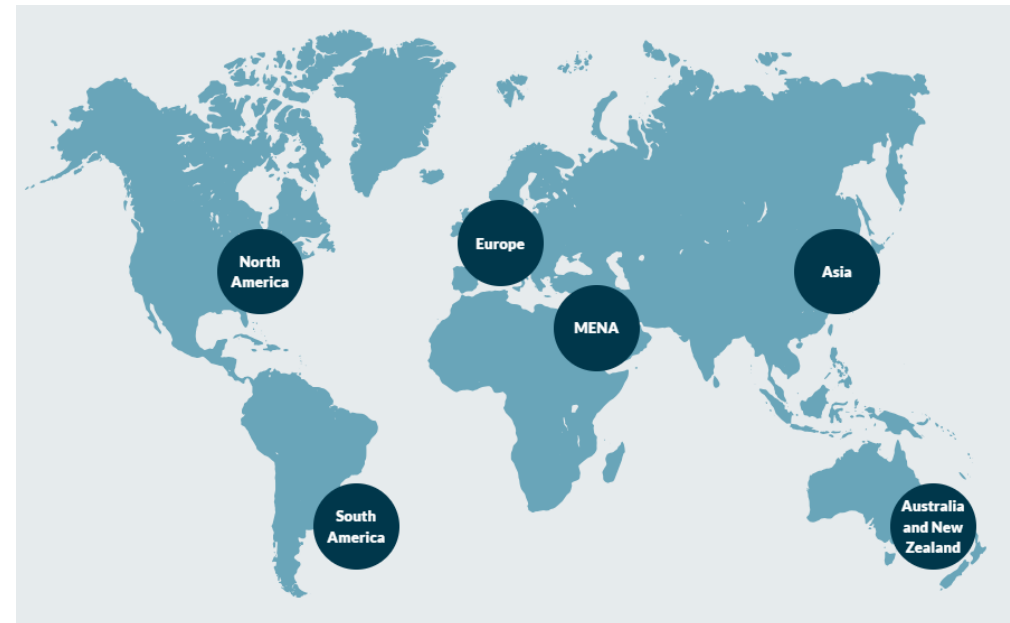 Europe
North
America
Asia
MENA
South
America
Australia
and New
Zealand